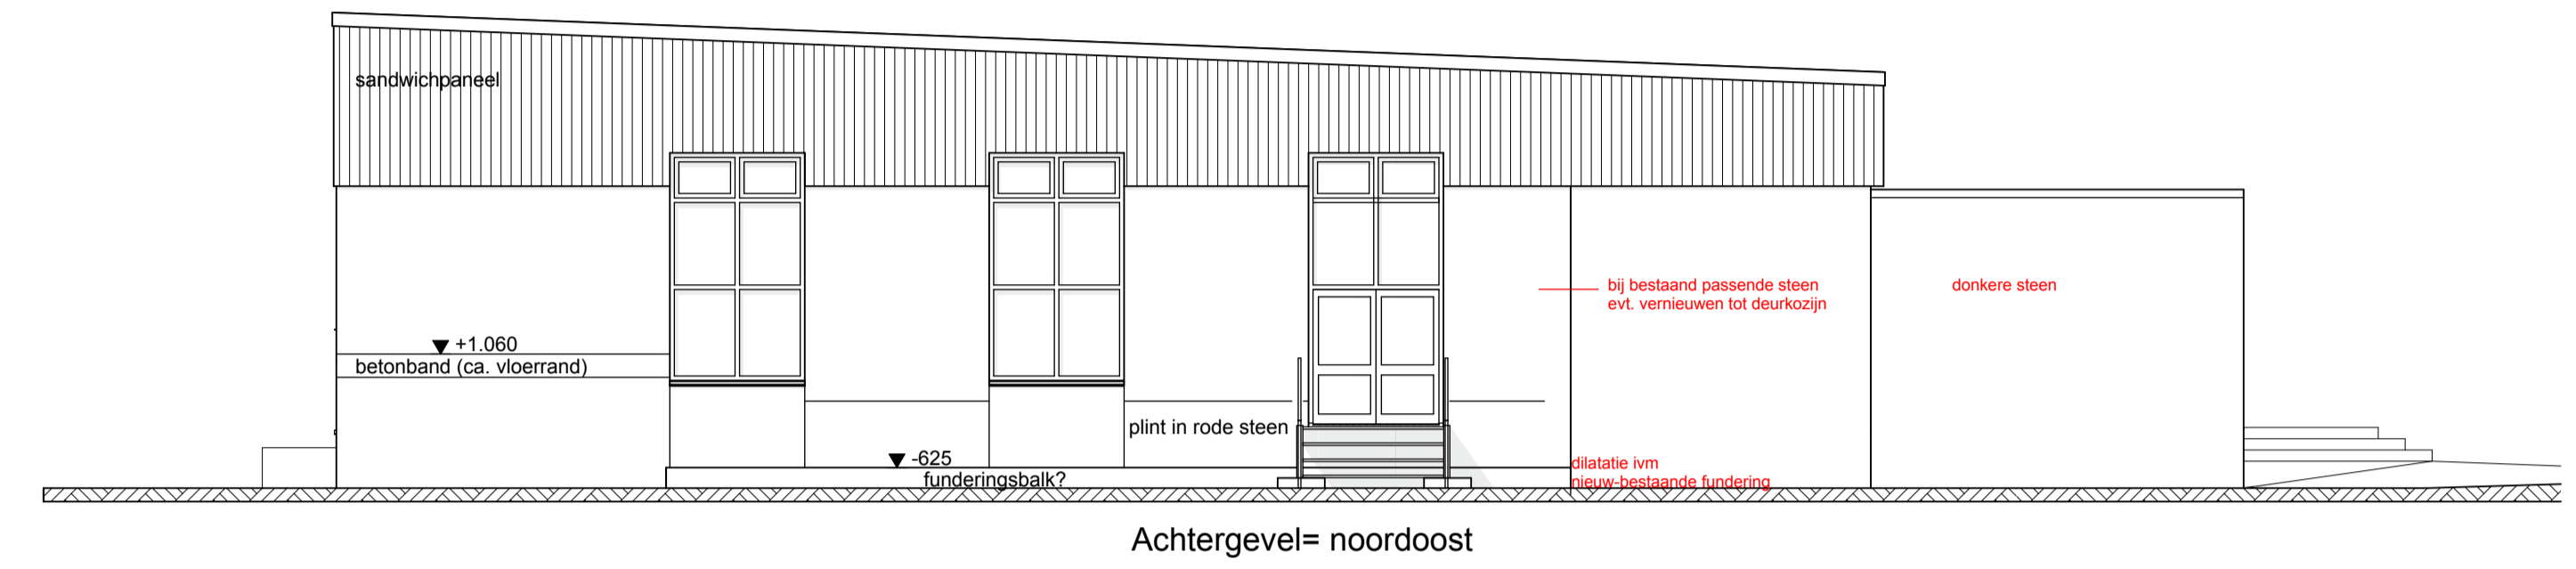 sandwichpaneel
bij bestaand passende steen
evt. vernieuwen tot deurkozijn
donkere steen
+1.060
betonband (ca. vloerrand)
plint in rode steen
-625
funderingsbalk?
dilatatie ivm
nieuw-bestaande fundering
Achtergevel= noordoost